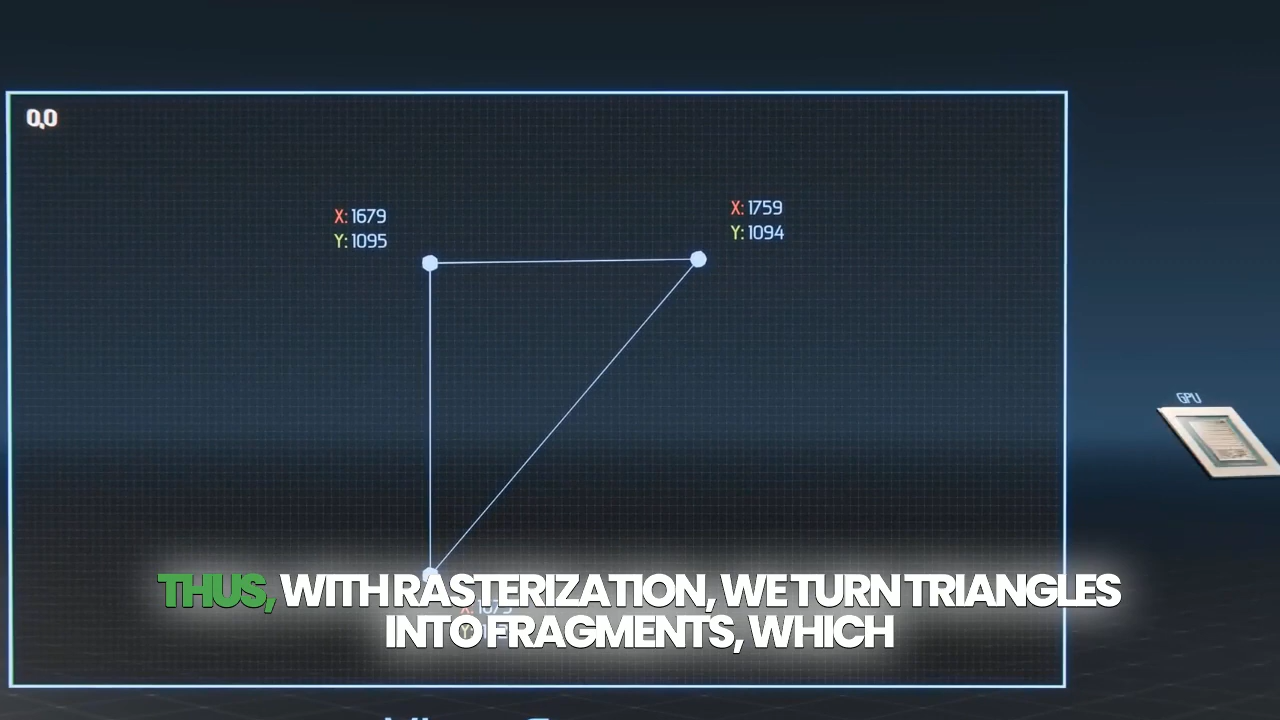 0,0
X: 1679
Y: 1095
X: 1759
Y: 1094
GPU
X:
Y:
THUS, WITH RASTERIZATION, WE TURN TRIANGLES
INTO FRAGMENTS, WHICH